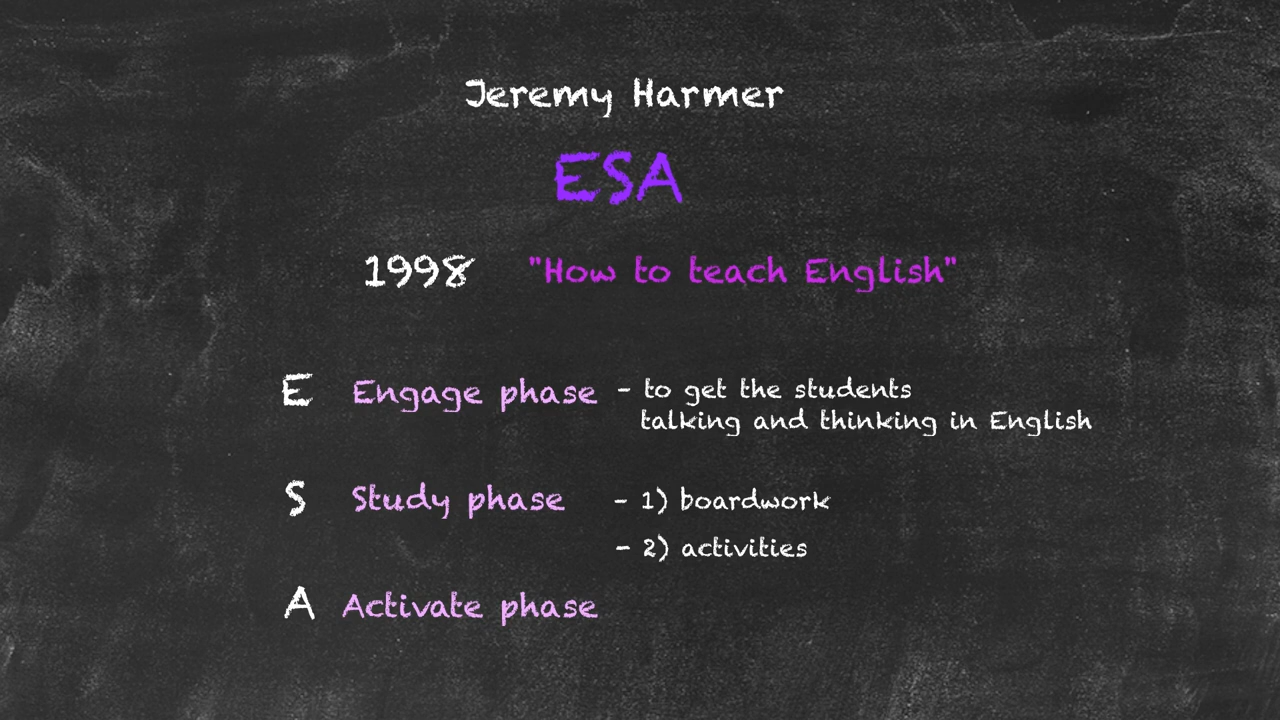 Jeremy Harmer
ESA
1998 "How to teach English"
E Engage phase - to get the students
talking and thinking in English
S Study phase - 1) boardwork
- 2) activities
A Activate phase